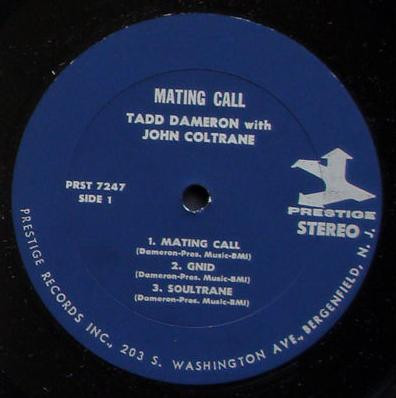 MATING CALL
TADD DAMERON with
JOHN COLTRANE
PRST 7247
SIDE 1
PRESTIGE
STEREO
1. MATING CALL
(Dameron-Pres. Music-BMI)
2. GNID
(Dameron-Pres. Music-BMI)
3. SOULTRANE
(Dameron-Pres. Music-BMI)
PRESTIGE RECORDS INC., 203 S. WASHINGTON AVE., BERGENFIELD, N. J.